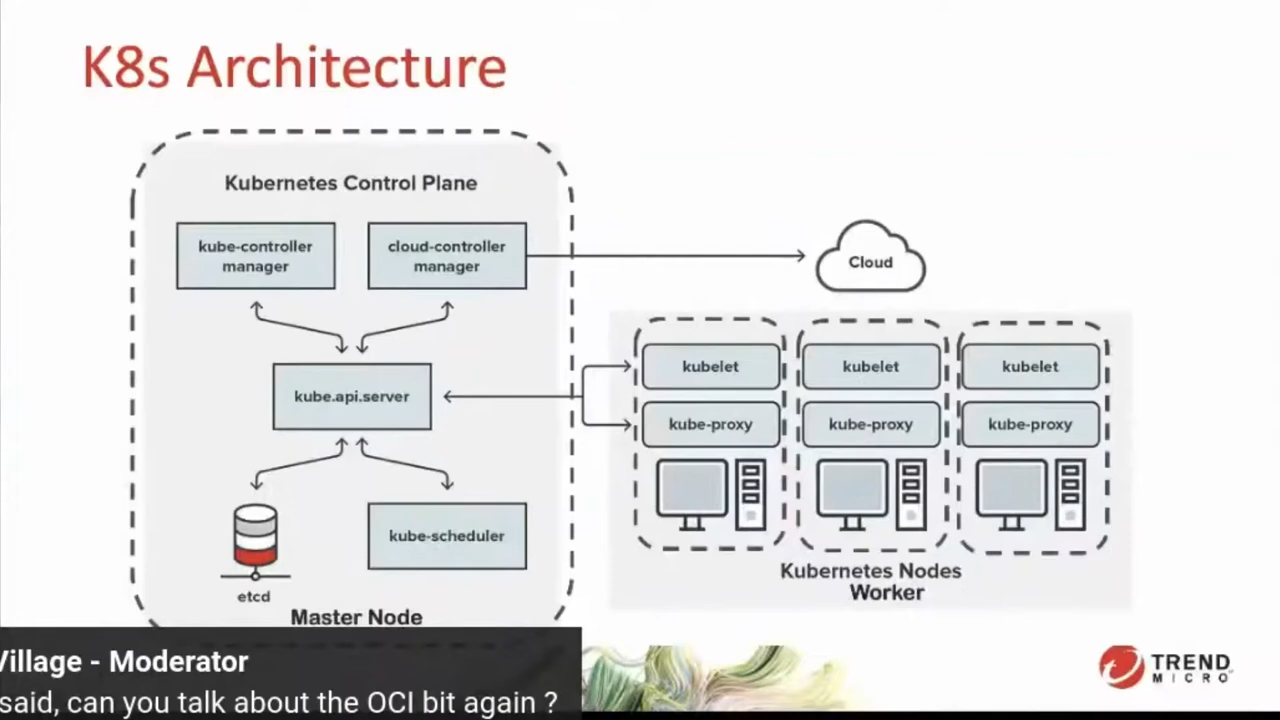 K8s Architecture
Kubernetes Control Plane
kube-controller
manager
cloud-controller
manager
Cloud
kube.api.server
kubelet
kubelet
kubelet
kube-proxy
kube-proxy
kube-proxy
kube-scheduler
etcd
Master Node
Kubernetes Nodes
Worker
Village - Moderator
said, can you talk about the OCI bit again ?
TREND
MICRO